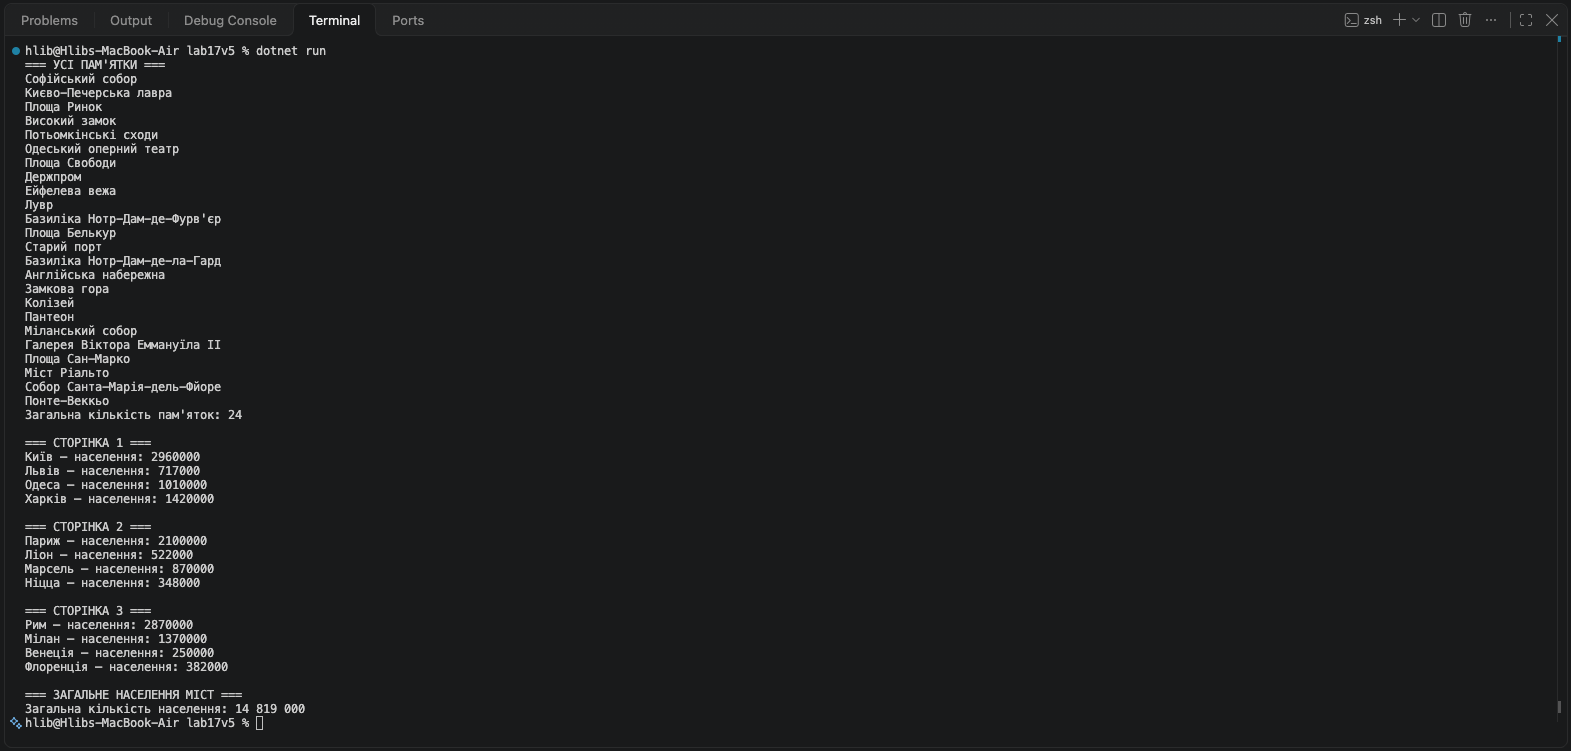 Problems Output Debug Console Terminal Ports zsh
hlib@Hlibs-MacBook-Air lab17v5 % dotnet run
=== УСІ ПАМ'ЯТКИ ===
Софійський собор
Києво-Печерська лавра
Площа Ринок
Високий замок
Потьомкінські сходи
Одеський оперний театр
Площа Свободи
Держпром
Ейфелева вежа
Лувр
Базиліка Нотр-Дам-де-Фурв'єр
Площа Белькур
Старий порт
Базиліка Нотр-Дам-де-ла-Гард
Англійська набережна
Замкова гора
Колізей
Пантеон
Міланський собор
Галерея Віктора Еммануїла II
Площа Сан-Марко
Міст Ріальто
Собор Санта-Марія-дель-Фйоре
Понте-Веккьо
Загальна кількість пам'яток: 24
=== СТОРІНКА 1 ===
Київ — населення: 2960000
Львів — населення: 717000
Одеса — населення: 1010000
Харків — населення: 1420000
=== СТОРІНКА 2 ===
Париж — населення: 2100000
Ліон — населення: 522000
Марсель — населення: 870000
Ніцца — населення: 348000
=== СТОРІНКА 3 ===
Рим — населення: 2870000
Мілан — населення: 1370000
Венеція — населення: 250000
Флоренція — населення: 382000
=== ЗАГАЛЬНЕ НАСЕЛЕННЯ МІСТ ===
Загальна кількість населення: 14 819 000
hlib@Hlibs-MacBook-Air lab17v5 %